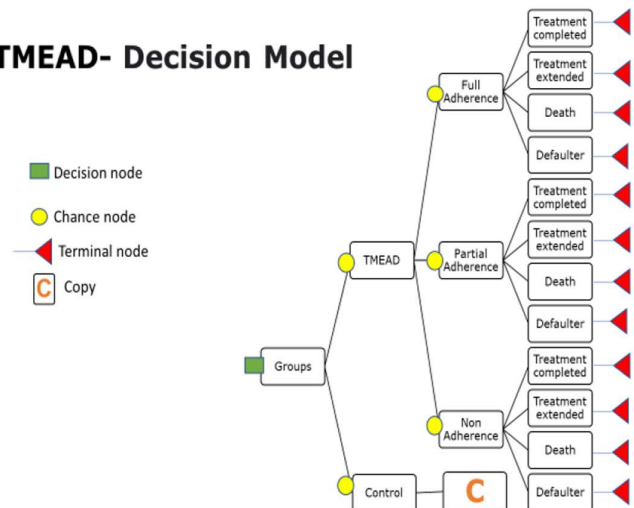 TMEAD- Decision Model
Decision node
Chance node
Terminal node
C Copy
Groups
TMEAD
Control
C
Full
Adherence
Partial
Adherence
Non
Adherence
Treatment
completed
Treatment
extended
Death
Defaulter
Treatment
completed
Treatment
extended
Death
Defaulter
Treatment
completed
Treatment
extended
Death
Defaulter